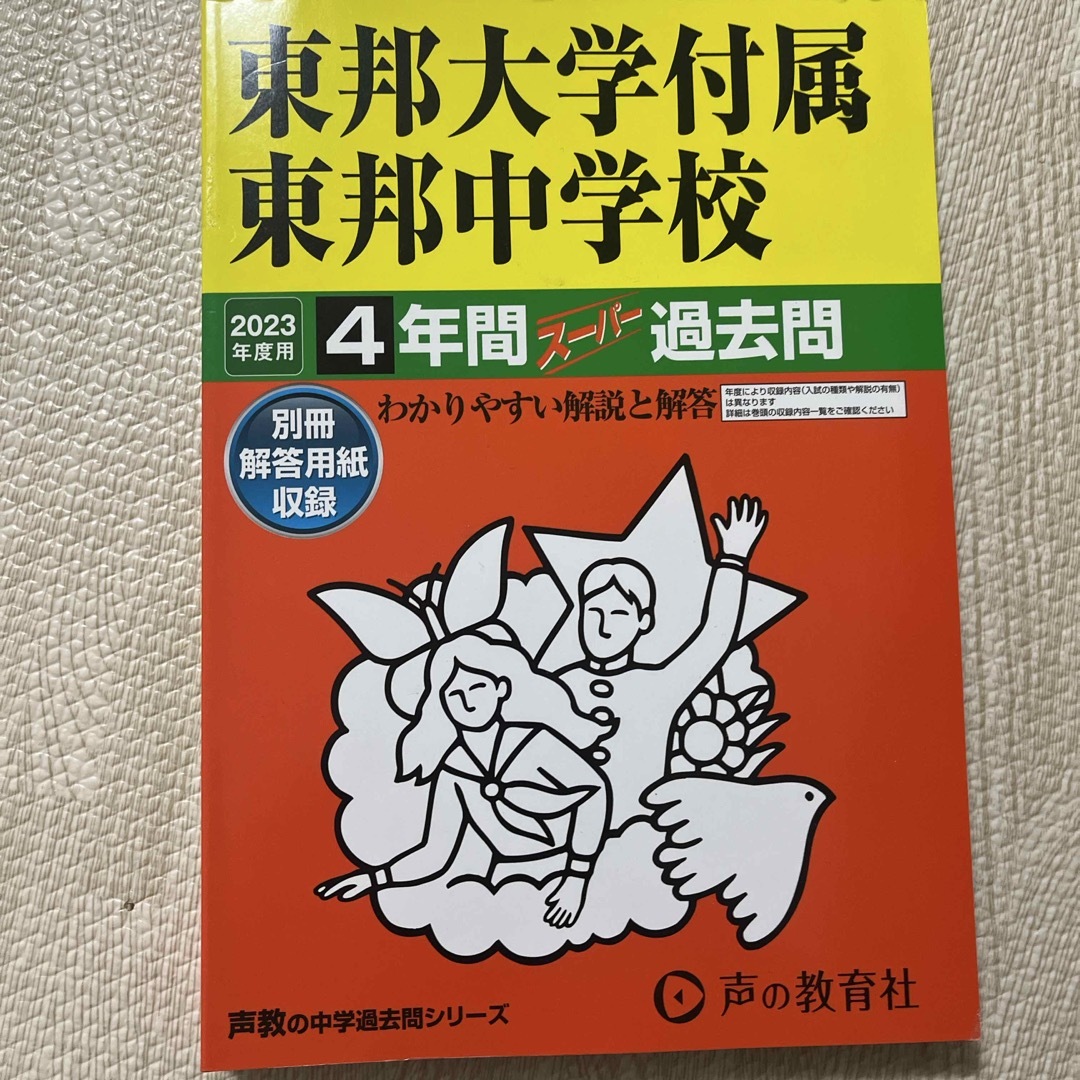 東邦大学付属
東邦中学校
2023
年度用
4年間スーパー過去問
わかりやすい解説と解答
年度により収録内容(入試の種類や解説の有無)
は異なります
詳細は巻頭の収録内容一覧をご確認ください
別冊
解答用紙
収録
声の教育社
声教の中学過去問シリーズ